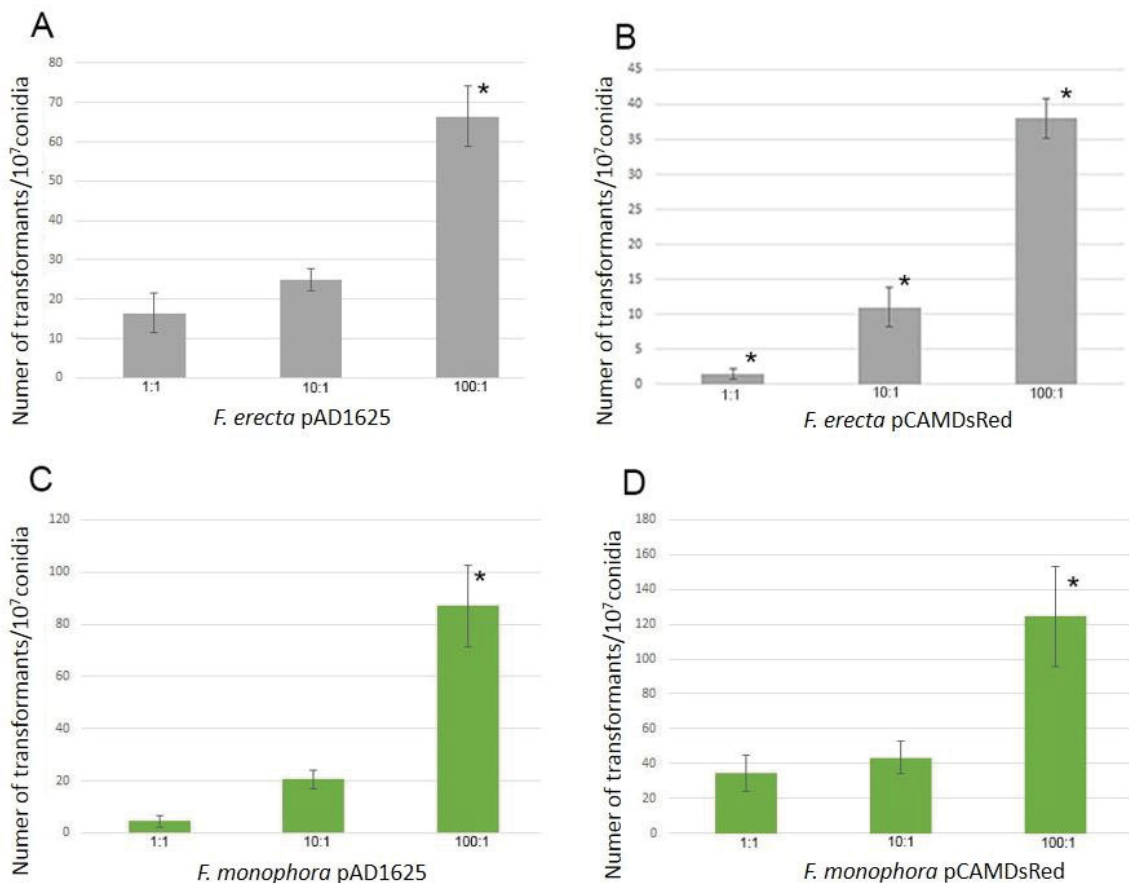 A
Numer of transformants/10⁷conidia
80
70
60
50
40
30
20
10
0
*
1:1 10:1 100:1
F. erecta pAD1625
B
Numer of transformants/10⁷conidia
45
40
35
30
25
20
15
10
5
0
* * *
1:1 10:1 100:1
F. erecta pCAMDsRed
C
Numer of transformants/10⁷conidia
120
100
80
60
40
20
0
*
1:1 10:1 100:1
F. monophora pAD1625
D
Numer of transformants/10⁷conidia
180
160
140
120
100
80
60
40
20
0
*
1:1 10:1 100:1
F. monophora pCAMDsRed